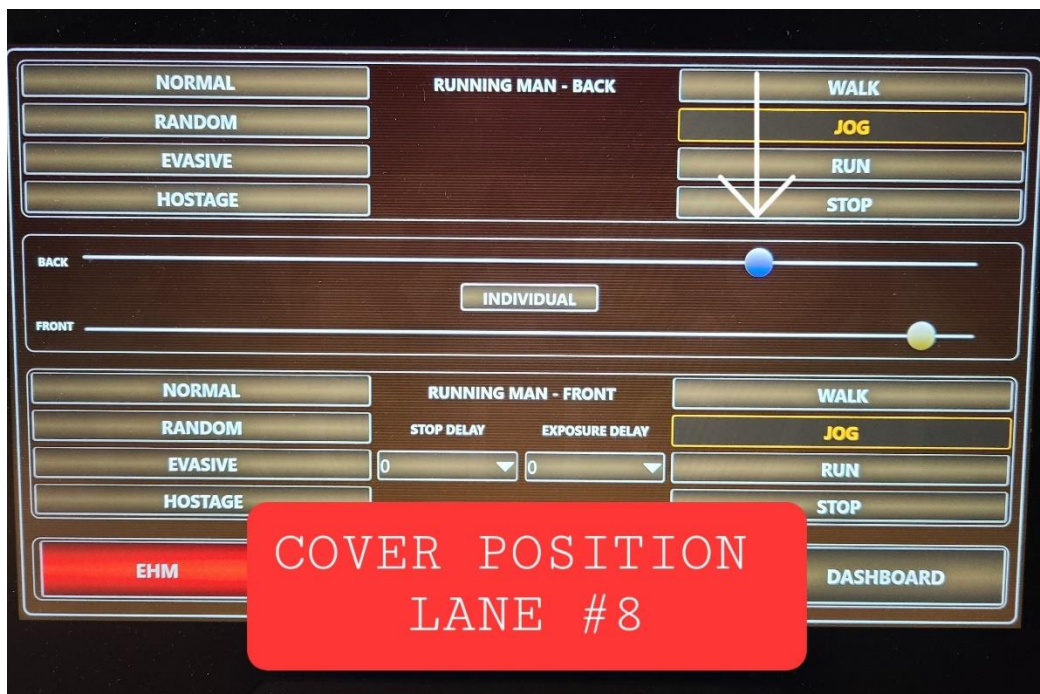 NORMAL
RUNNING MAN - BACK
WALK
RANDOM
JOG
EVASIVE
RUN
HOSTAGE
STOP
BACK
INDIVIDUAL
FRONT
NORMAL
RUNNING MAN - FRONT
WALK
RANDOM
STOP DELAY
EXPOSURE DELAY
JOG
EVASIVE
0
0
RUN
HOSTAGE
STOP
EHM
DASHBOARD
COVER POSITION
LANE #8